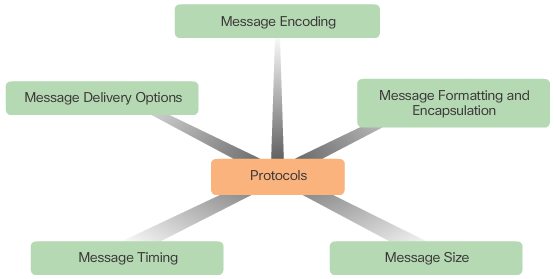 Message Encoding
Message Delivery Options
Message Formatting and
Encapsulation
Protocols
Message Timing
Message Size